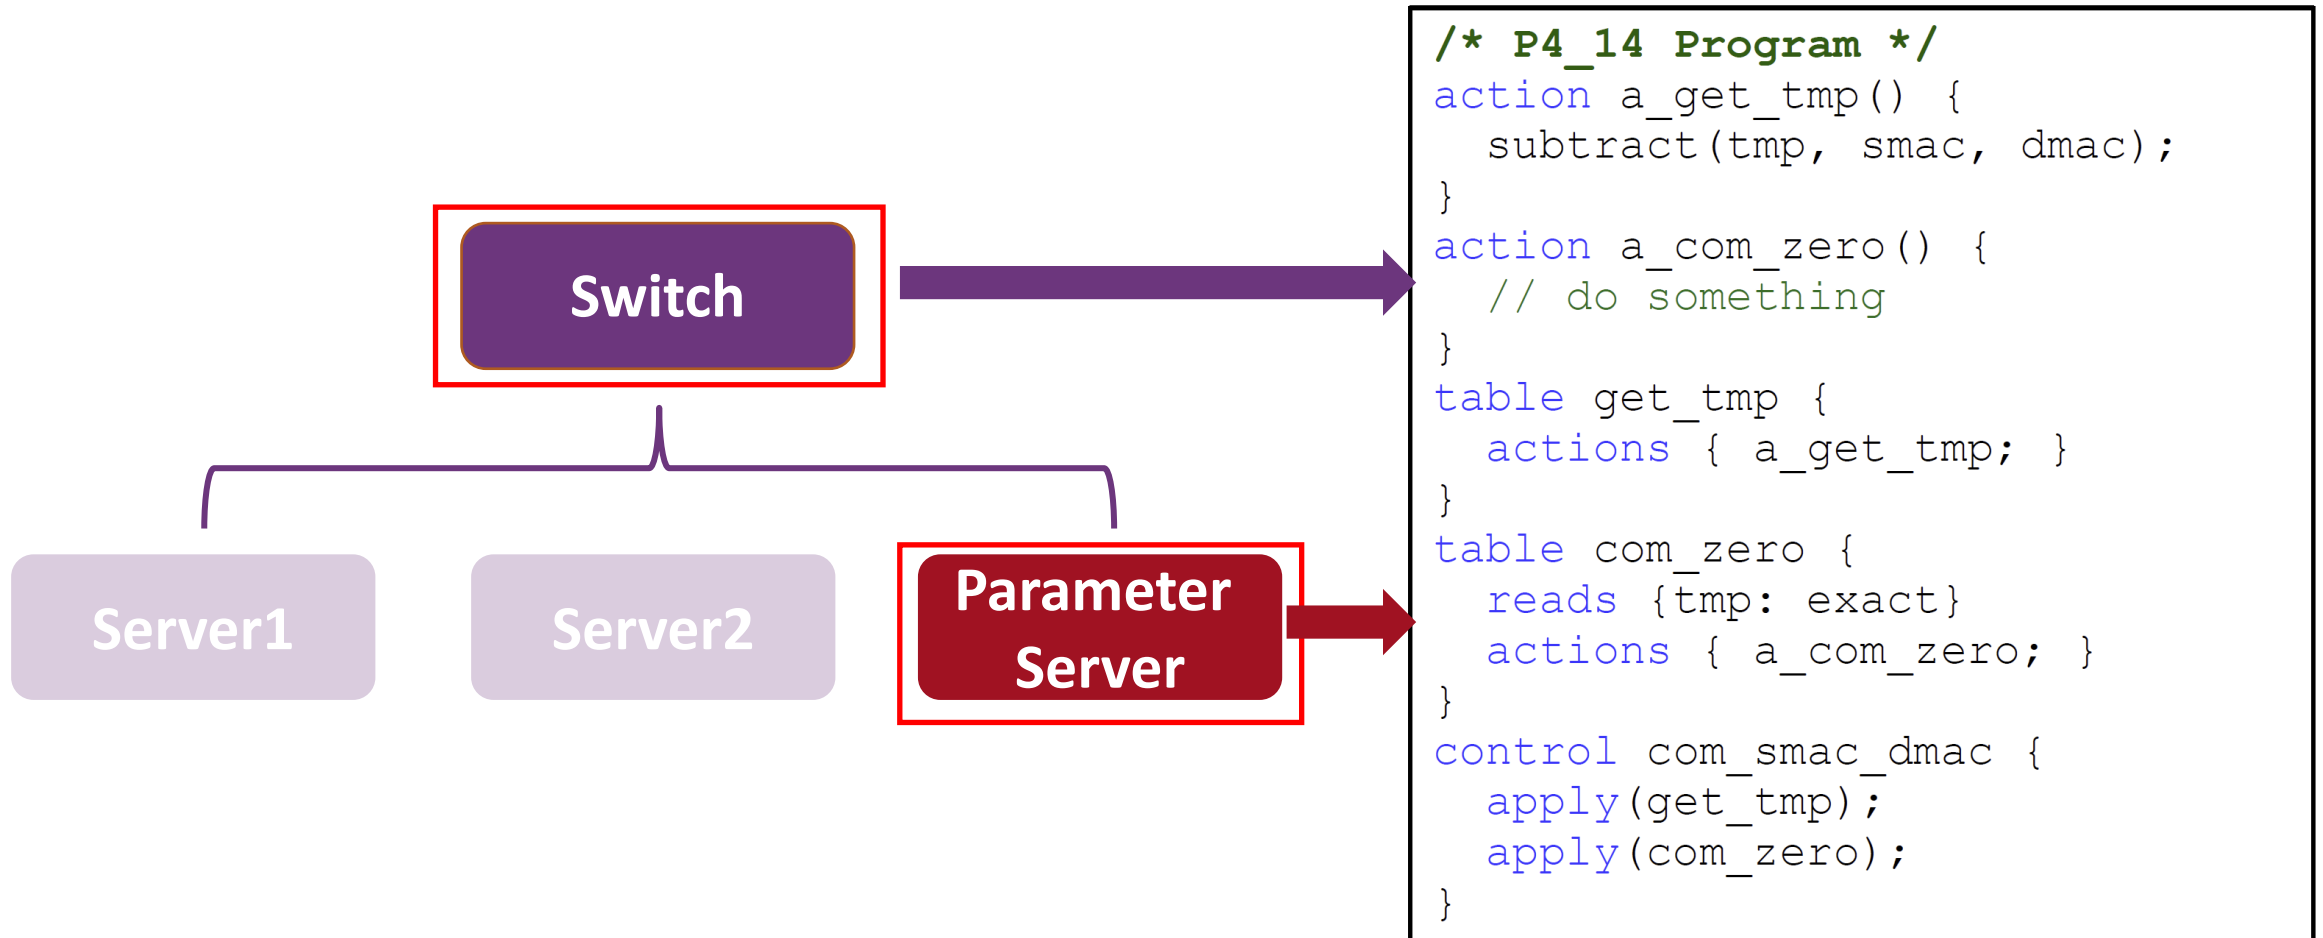 Switch
Server1
Server2
Parameter
Server
/* P4_14 Program */
action a_get_tmp() {
  subtract(tmp, smac, dmac);
}
action a_com_zero() {
  // do something
}
table get_tmp {
  actions { a_get_tmp; }
}
table com_zero {
  reads {tmp: exact}
  actions { a_com_zero; }
}
control com_smac_dmac {
  apply(get_tmp);
  apply(com_zero);
}